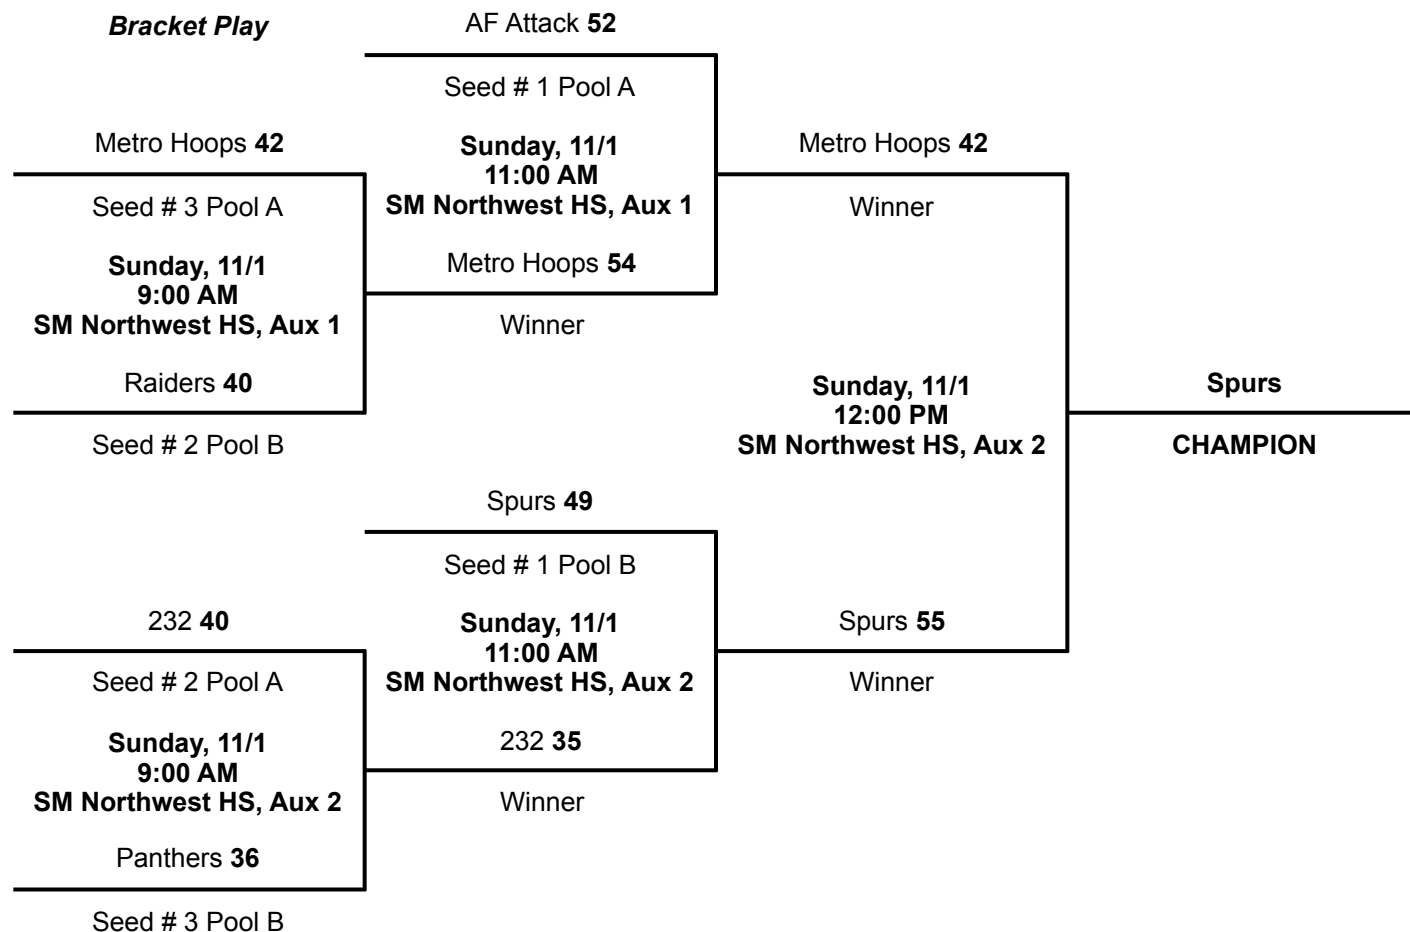 Bracket Play
AF Attack 52
Seed # 1 Pool A
Metro Hoops 42
Seed # 3 Pool A
Sunday, 11/1
9:00 AM
SM Northwest HS, Aux 1
Raiders 40
Seed # 2 Pool B
Sunday, 11/1
11:00 AM
SM Northwest HS, Aux 1
Metro Hoops 54
Winner
Metro Hoops 42
Winner
Sunday, 11/1
12:00 PM
SM Northwest HS, Aux 2
Spurs
CHAMPION
Spurs 49
Seed # 1 Pool B
232 40
Seed # 2 Pool A
Sunday, 11/1
9:00 AM
SM Northwest HS, Aux 2
Panthers 36
Seed # 3 Pool B
Sunday, 11/1
11:00 AM
SM Northwest HS, Aux 2
232 35
Winner
Spurs 55
Winner